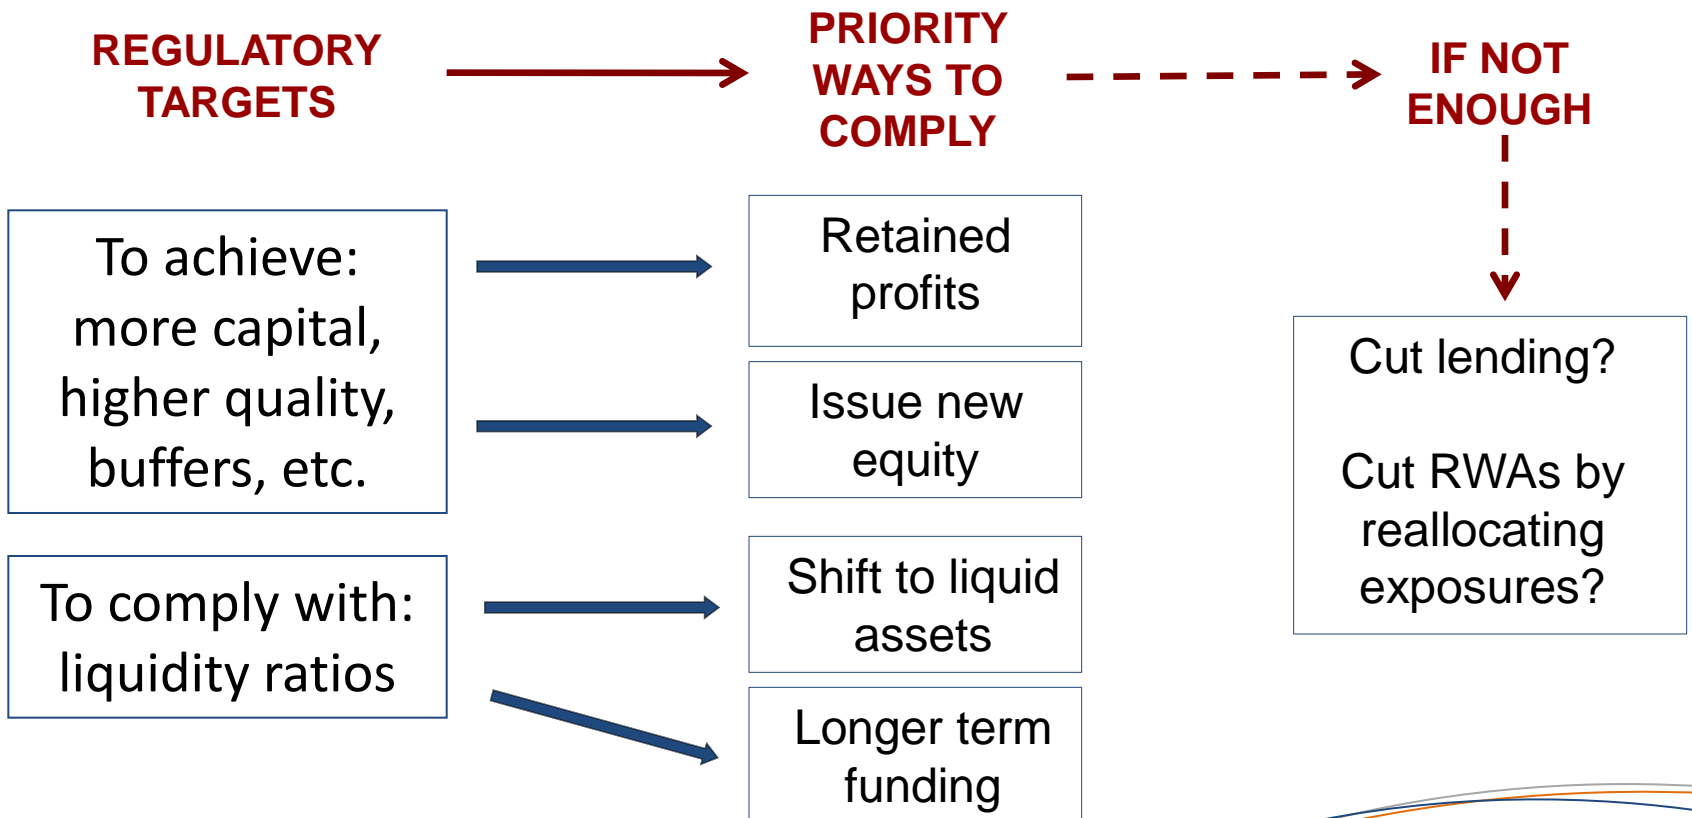 REGULATORY
TARGETS
PRIORITY
WAYS TO
COMPLY
IF NOT
ENOUGH
To achieve:
more capital,
higher quality,
buffers, etc.
To comply with:
liquidity ratios
Retained
profits
Issue new
equity
Shift to liquid
assets
Longer term
funding
Cut lending?
Cut RWAs by
reallocating
exposures?